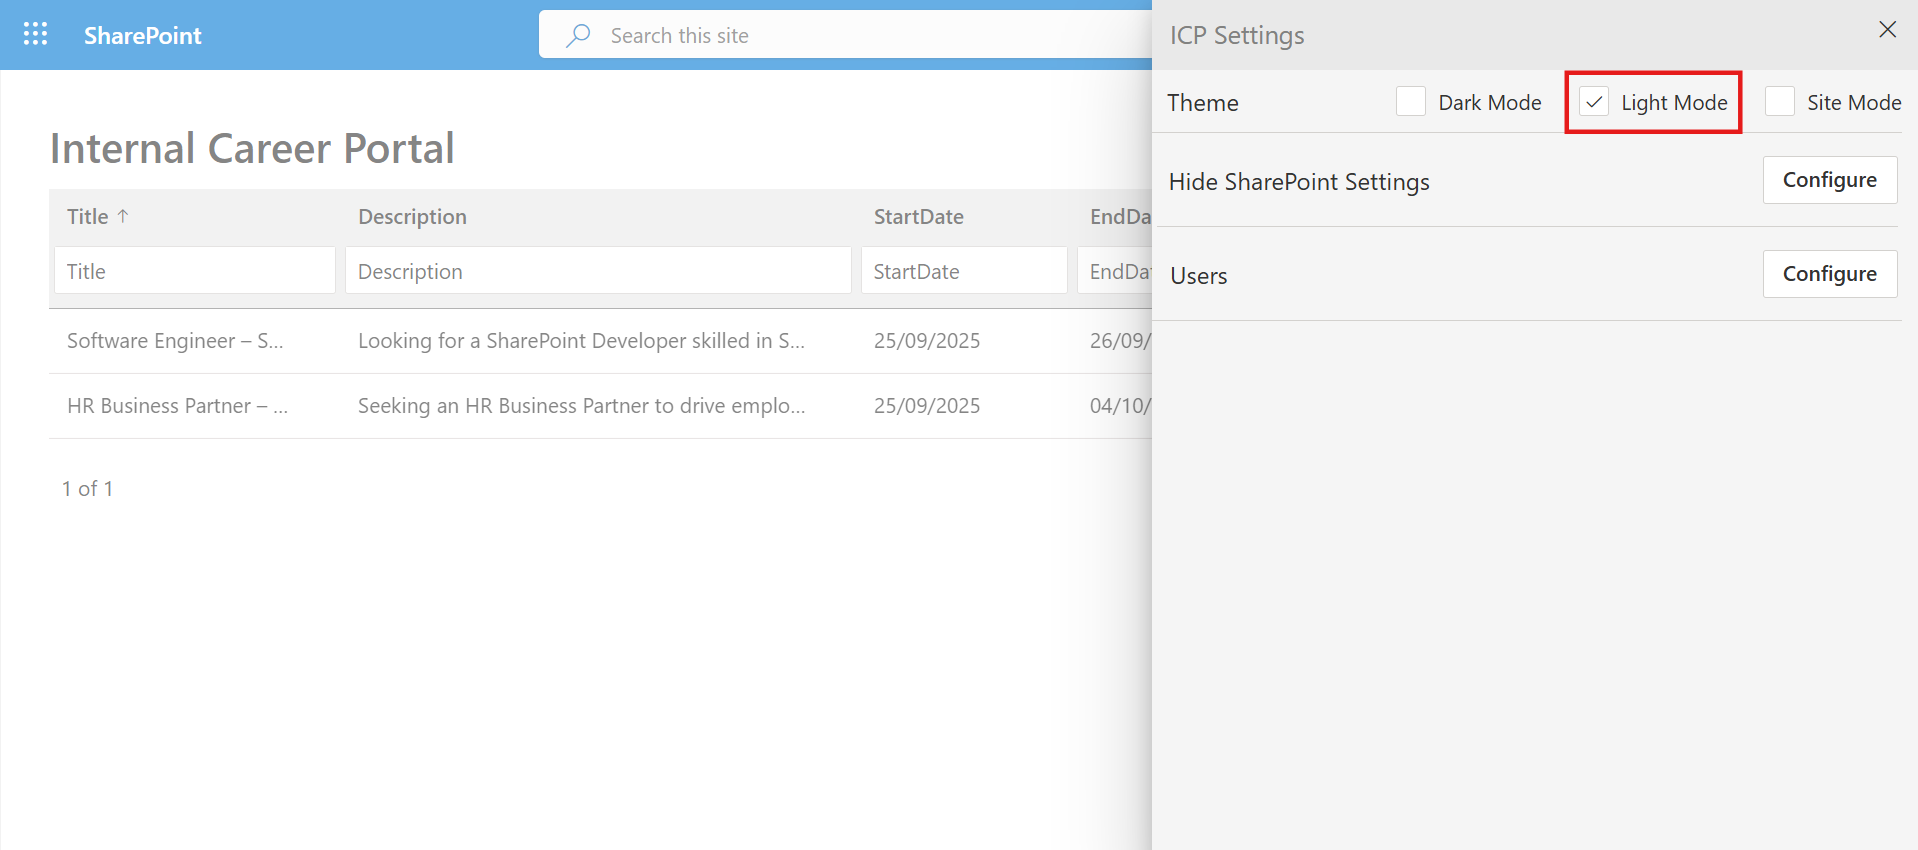 SharePoint
Search this site
ICP Settings
Theme
Dark Mode
Light Mode
Site Mode
Hide SharePoint Settings
Configure
Users
Configure
Internal Career Portal
Title ↑ Description StartDate EndDa
Title Description StartDate EndDat
Software Engineer – S... Looking for a SharePoint Developer skilled in S... 25/09/2025 26/09/
HR Business Partner – ... Seeking an HR Business Partner to drive emplo... 25/09/2025 04/10/
1 of 1